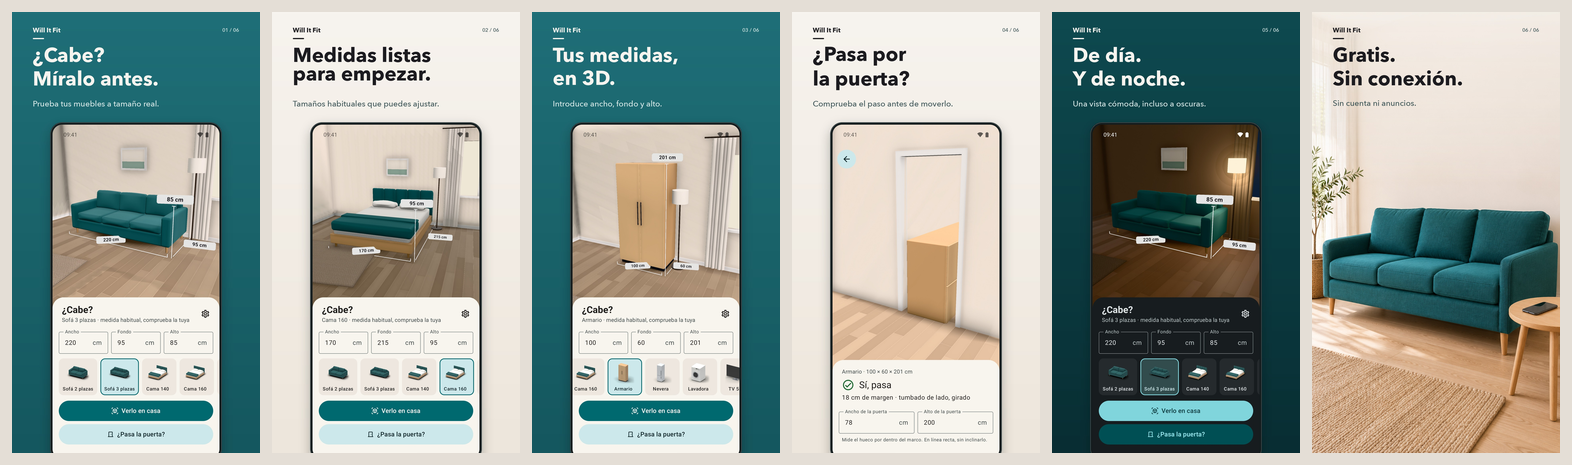 Will It Fit
01 / 06
¿Cabe?
Míralo antes.
Prueba tus muebles a tamaño real.
09:41
85 cm
220 cm
95 cm
¿Cabe?
Sofá 3 plazas · medida habitual, comprueba la tuya
Ancho
Fondo
Alto
220 cm
95 cm
85 cm
Sofá 2 plazas
Sofá 3 plazas
Cama 140
Cama 160
Verlo en casa
¿Pasa la puerta?
Will It Fit
02 / 06
Medidas listas
para empezar.
Tamaños habituales que puedes ajustar.
09:41
95 cm
215 cm
170 cm
¿Cabe?
Cama 160 · medida habitual, comprueba la tuya
Ancho
Fondo
Alto
170 cm
215 cm
95 cm
Sofá 2 plazas
Sofá 3 plazas
Cama 140
Cama 160
Verlo en casa
¿Pasa la puerta?
Will It Fit
03 / 06
Tus medidas,
en 3D.
Introduce ancho, fondo y alto.
09:41
201 cm
100 cm
60 cm
¿Cabe?
Armario · medida habitual, comprueba la tuya
Ancho
Fondo
Alto
100 cm
60 cm
201 cm
Cama 160
Armario
Nevera
Lavadora
TV 5
Verlo en casa
¿Pasa la puerta?
Will It Fit
04 / 06
¿Pasa por
la puerta?
Comprueba el paso antes de moverlo.
09:41
Armario · 100 × 60 × 201 cm
Sí, pasa
18 cm de margen · tumbado de lado, girado
Ancho de la puerta
Alto de la puerta
78 cm
200 cm
Mide el hueco por dentro del marco. En línea recta, sin inclinarlo.
Will It Fit
05 / 06
De día.
Y de noche.
Una vista cómoda, incluso a oscuras.
09:41
85 cm
220 cm
95 cm
¿Cabe?
Sofá 3 plazas · medida habitual, comprueba la tuya
Ancho
Fondo
Alto
220 cm
95 cm
85 cm
Sofá 2 plazas
Sofá 3 plazas
Cama 140
Cama 160
Verlo en casa
¿Pasa la puerta?
Will It Fit
06 / 06
Gratis.
Sin conexión.
Sin cuenta ni anuncios.